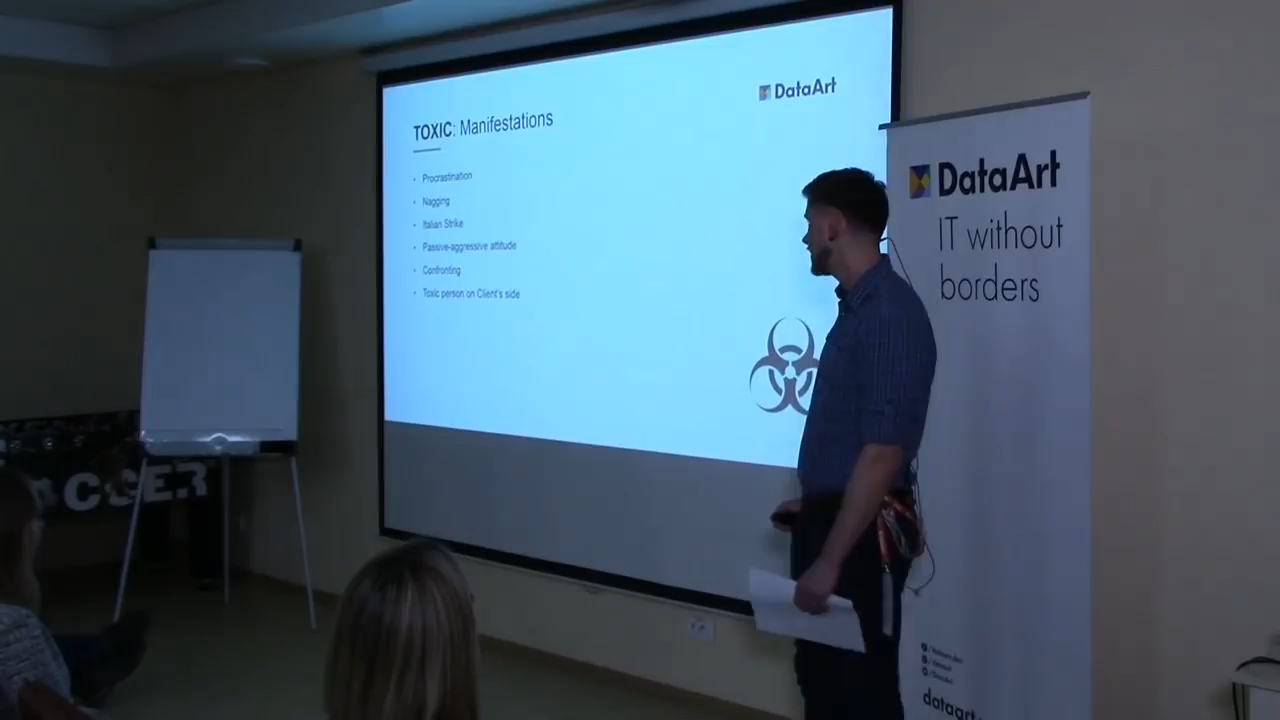 DataArt
TOXIC: Manifestations
• Procrastination
• Nagging
• Italian Strike
• Passive-aggressive attitude
• Confronting
• Toxic person on Client's side
DataArt
IT without
borders
dataart
CCER